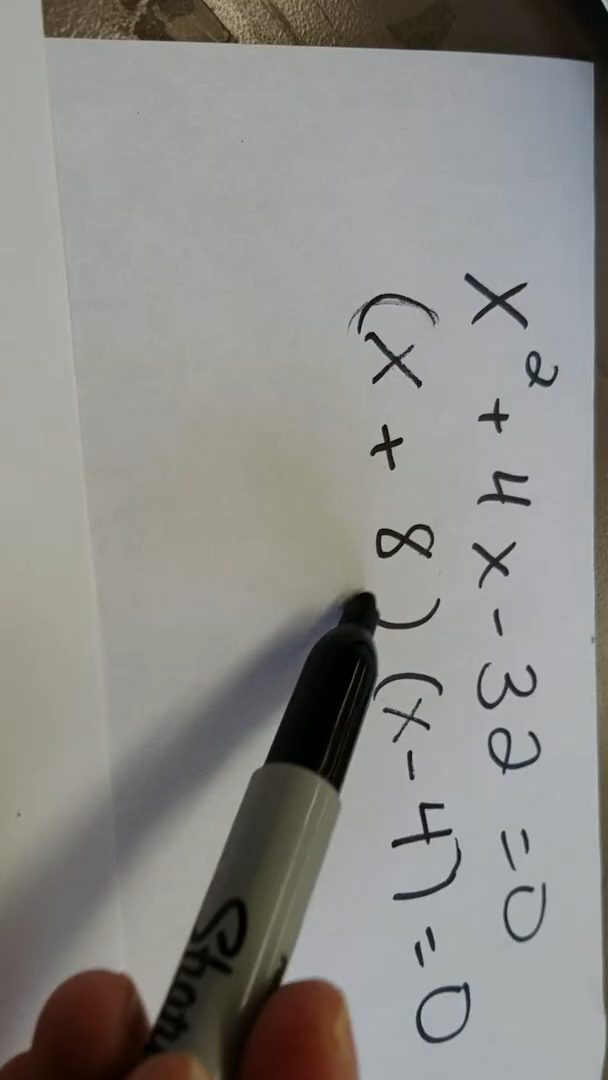 x² + 4x - 32 = 0
(x + 8) (x - 4) = 0